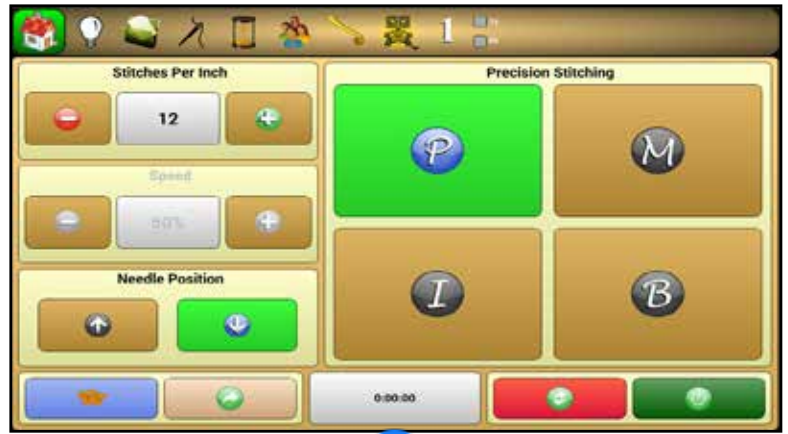 1
Stitches Per Inch
12
Speed
50%
Needle Position
Precision Stitching
P
M
I
B
0:00:00